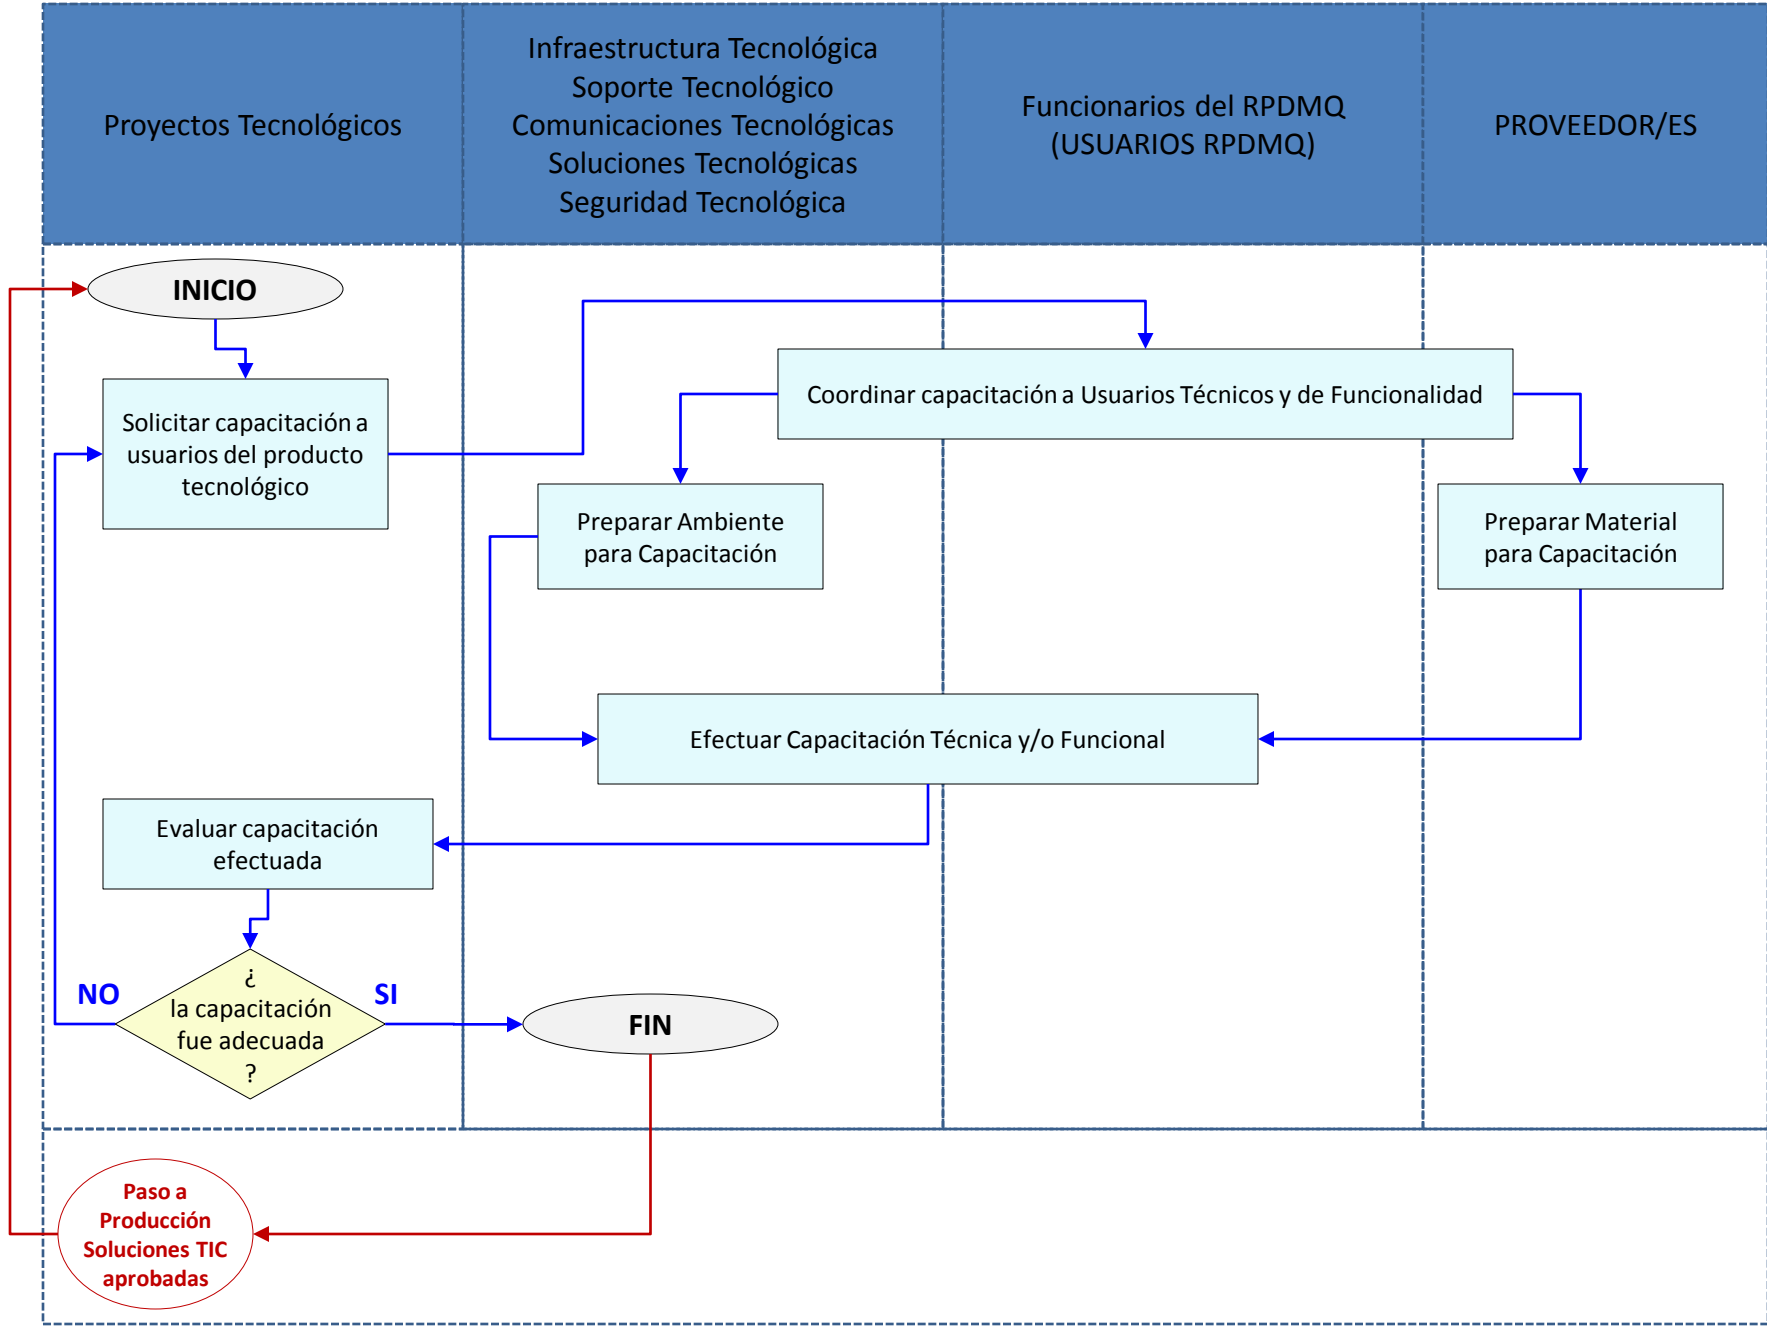 Proyectos Tecnológicos
Infraestructura Tecnológica
Soporte Tecnológico
Comunicaciones Tecnológicas
Soluciones Tecnológicas
Seguridad Tecnológica
Funcionarios del RPDMQ
(USUARIOS RPDMQ)
PROVEEDOR/ES
INICIO
Coordinar capacitación a Usuarios Técnicos y de Funcionalidad
Solicitar capacitación a
usuarios del producto
tecnológico
Preparar Ambiente
para Capacitación
Preparar Material
para Capacitación
Efectuar Capacitación Técnica y/o Funcional
Evaluar capacitación
efectuada
¿
la capacitación
fue adecuada
?
NO
SI
FIN
Paso a
Producción
Soluciones TIC
aprobadas